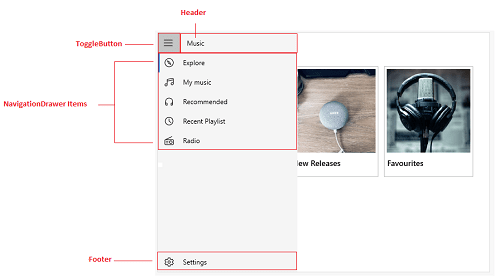 Header
ToggleButton
Music
Explore
My music
NavigationDrawer Items
Recommended
Recent Playlist
Radio
New Releases
Favourites
Footer
Settings